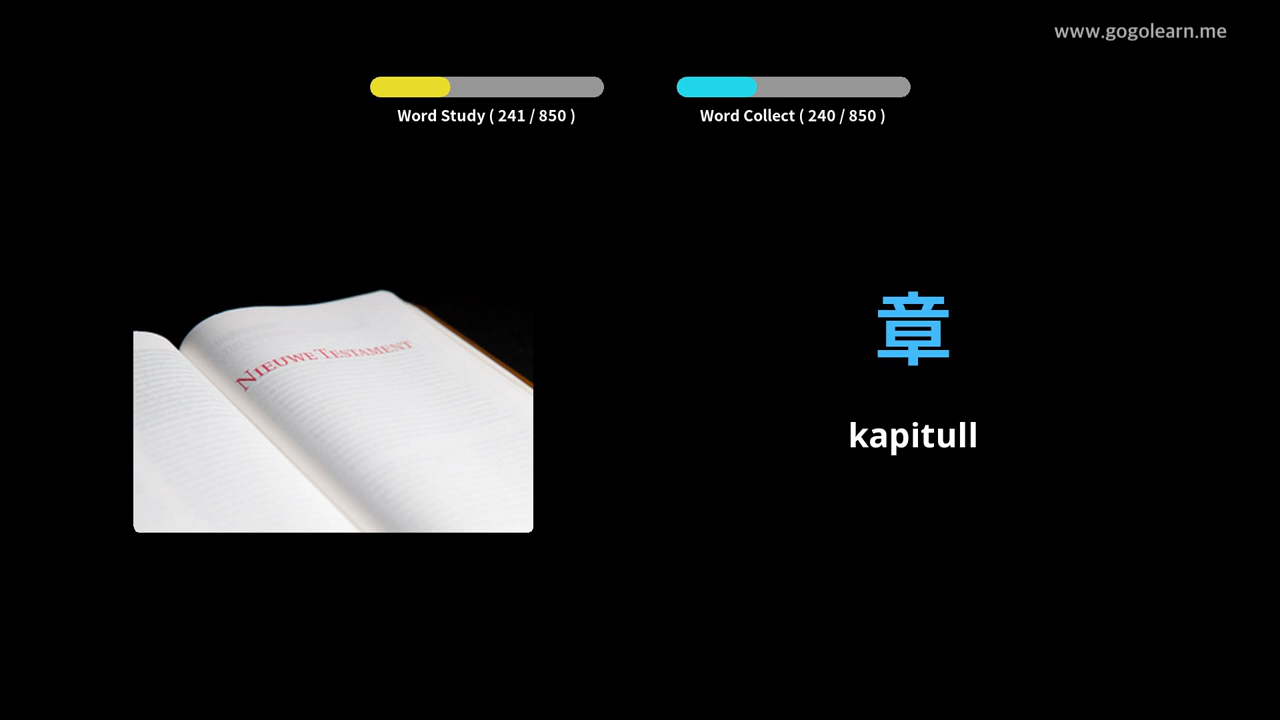 www.gogolearn.me
Word Study ( 241 / 850 )
Word Collect ( 240 / 850 )
NIEUWE TESTAMENT
章
kapitull